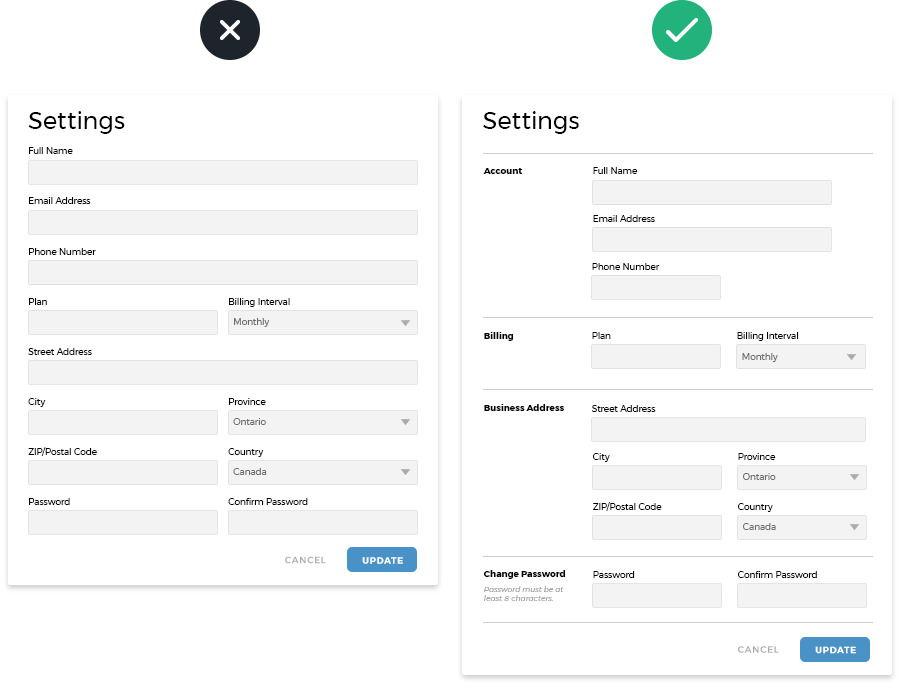 Settings
Full Name
Email Address
Phone Number
Plan Billing Interval
Monthly
Street Address
City Province
Ontario
ZIP/Postal Code Country
Canada
Password Confirm Password
CANCEL UPDATE
Settings
Account Full Name
Email Address
Phone Number
Billing Plan Billing Interval
Monthly
Business Address Street Address
City Province
Ontario
ZIP/Postal Code Country
Canada
Change Password Password Confirm Password
Password must be at
least 8 characters.
CANCEL UPDATE